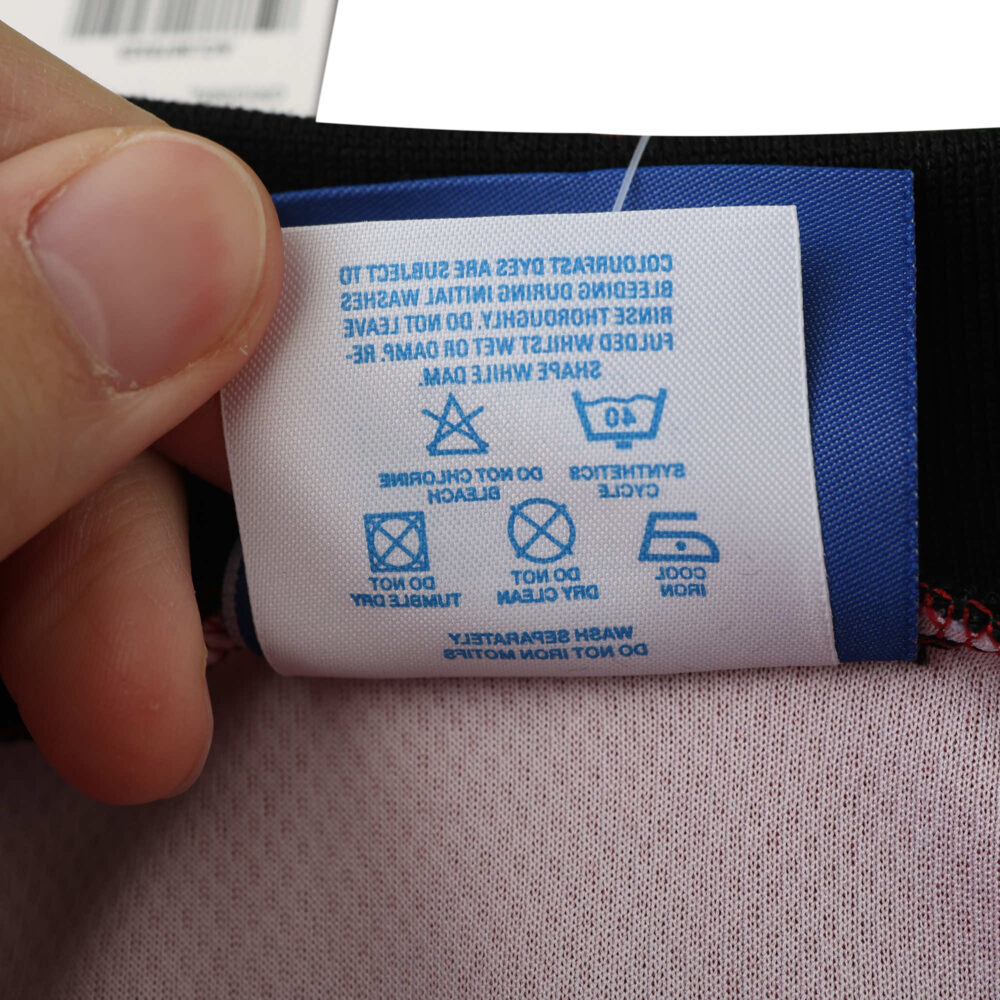 COLOURFAST DYES ARE SUBJECT TO
BLEEDING DURING INITIAL WASHES
RINSE THOROUGHLY. DO NOT LEAVE
FULDED WHILST WET OR DAMP RE-
SHAPE WHILE DAM.
40
SYNTHETICS
CYCLE
DO NOT CHLORINE
BLEACH
COOL
IRON
DO NOT
DRY CLEAN
DO NOT
TUMBLE DRY
WASH SEPARATELY
DO NOT IRON MOTIFS